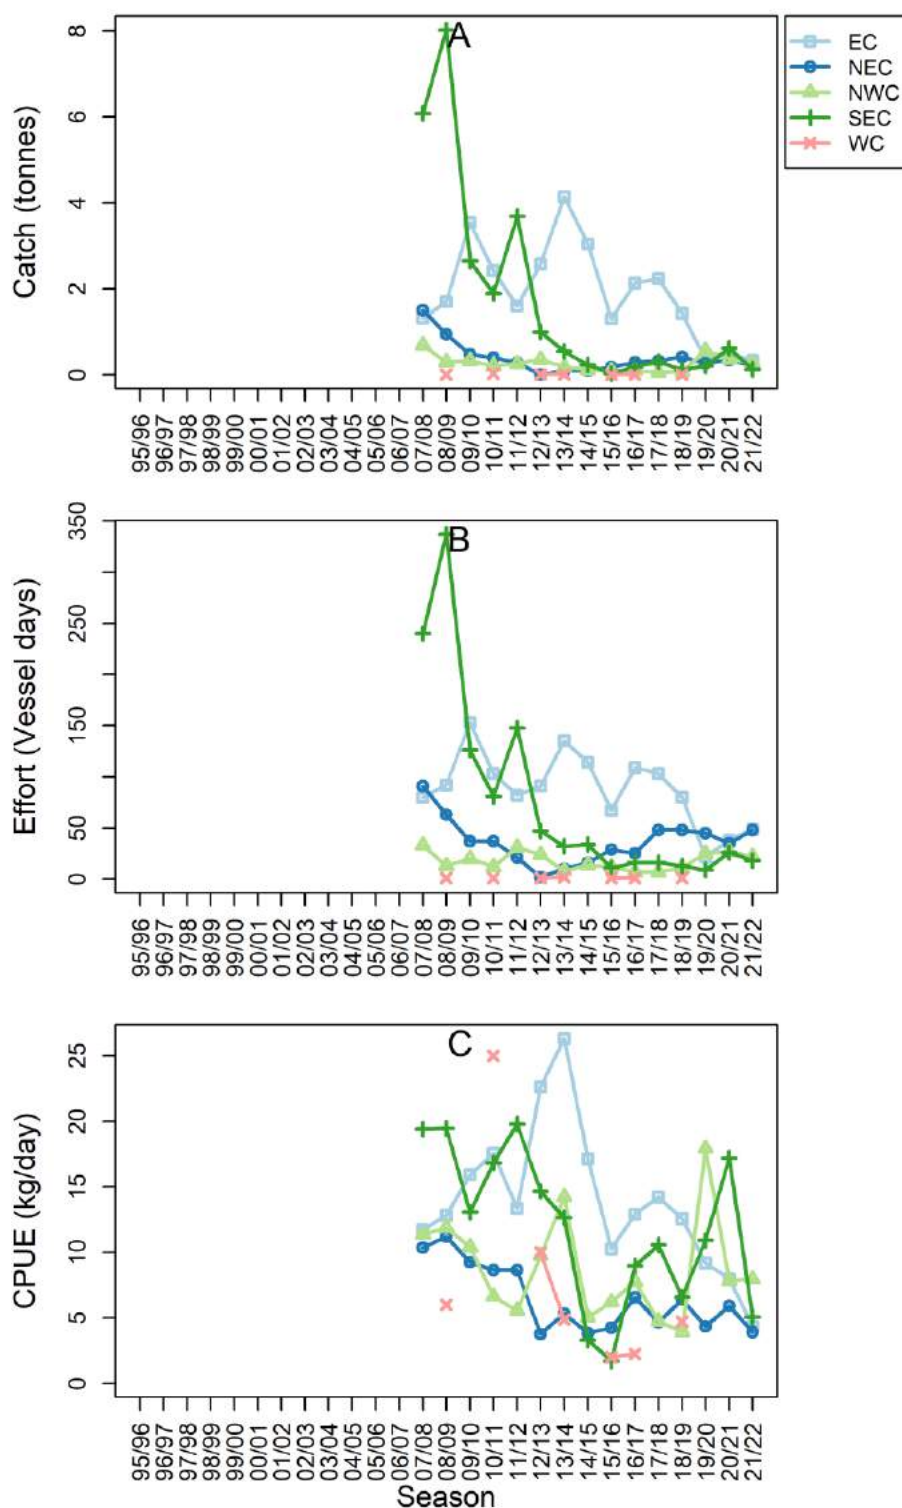 A
EC
NEC
NWC
SEC
WC
Catch (tonnes)
8
6
4
2
0
95/96 96/97 97/98 98/99 99/00 00/01 01/02 02/03 03/04 04/05 05/06 06/07 07/08 08/09 09/10 10/11 11/12 12/13 13/14 14/15 15/16 16/17 17/18 18/19 19/20 20/21 21/22
B
Effort (Vessel days)
350
250
150
50
0
95/96 96/97 97/98 98/99 99/00 00/01 01/02 02/03 03/04 04/05 05/06 06/07 07/08 08/09 09/10 10/11 11/12 12/13 13/14 14/15 15/16 16/17 17/18 18/19 19/20 20/21 21/22
C
CPUE (kg/day)
25
20
15
10
5
0
95/96 96/97 97/98 98/99 99/00 00/01 01/02 02/03 03/04 04/05 05/06 06/07 07/08 08/09 09/10 10/11 11/12 12/13 13/14 14/15 15/16 16/17 17/18 18/19 19/20 20/21 21/22
Season